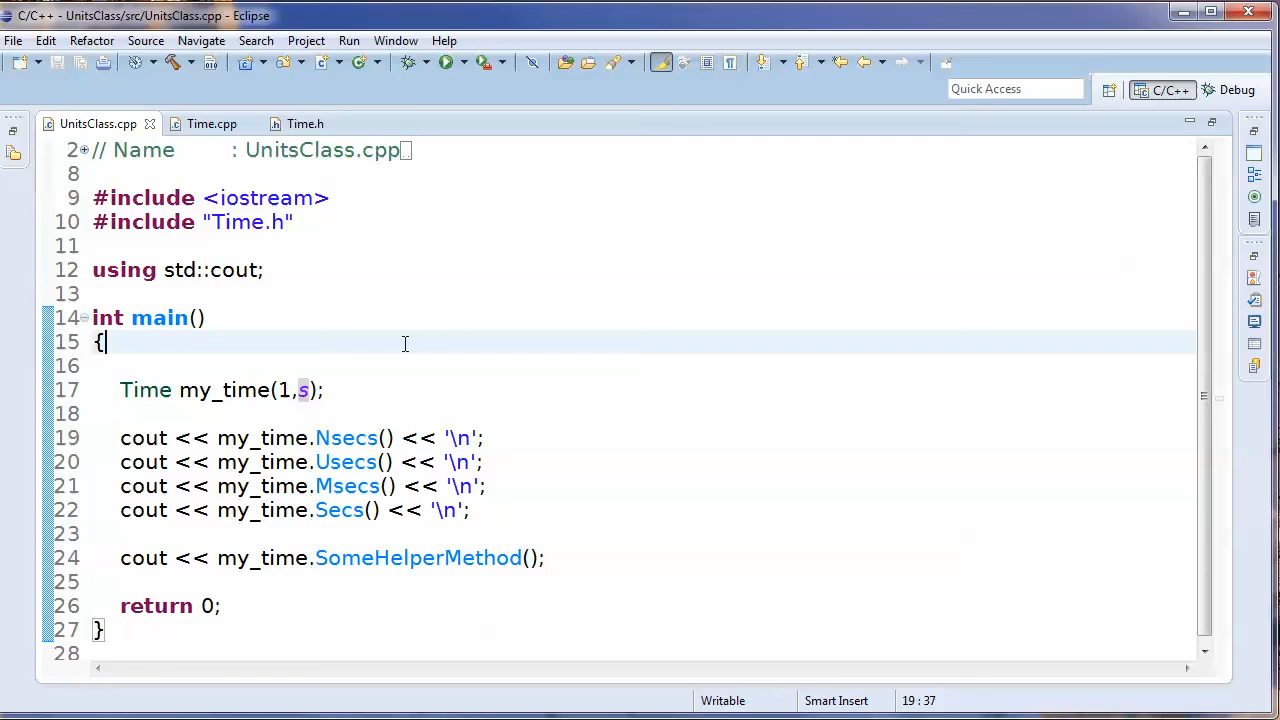 C/C++ - UnitsClass/src/UnitsClass.cpp - Eclipse
File Edit Refactor Source Navigate Search Project Run Window Help
Quick Access
C/C++ Debug
UnitsClass.cpp Time.cpp Time.h
2 // Name : UnitsClass.cpp
8
9 #include <iostream>
10 #include "Time.h"
11
12 using std::cout;
13
14 int main()
15 {
16
17 Time my_time(1,s);
18
19 cout << my_time.Nsecs() << '\n';
20 cout << my_time.Usecs() << '\n';
21 cout << my_time.Msecs() << '\n';
22 cout << my_time.Secs() << '\n';
23
24 cout << my_time.SomeHelperMethod();
25
26 return 0;
27 }
28
Writable Smart Insert 19 : 37